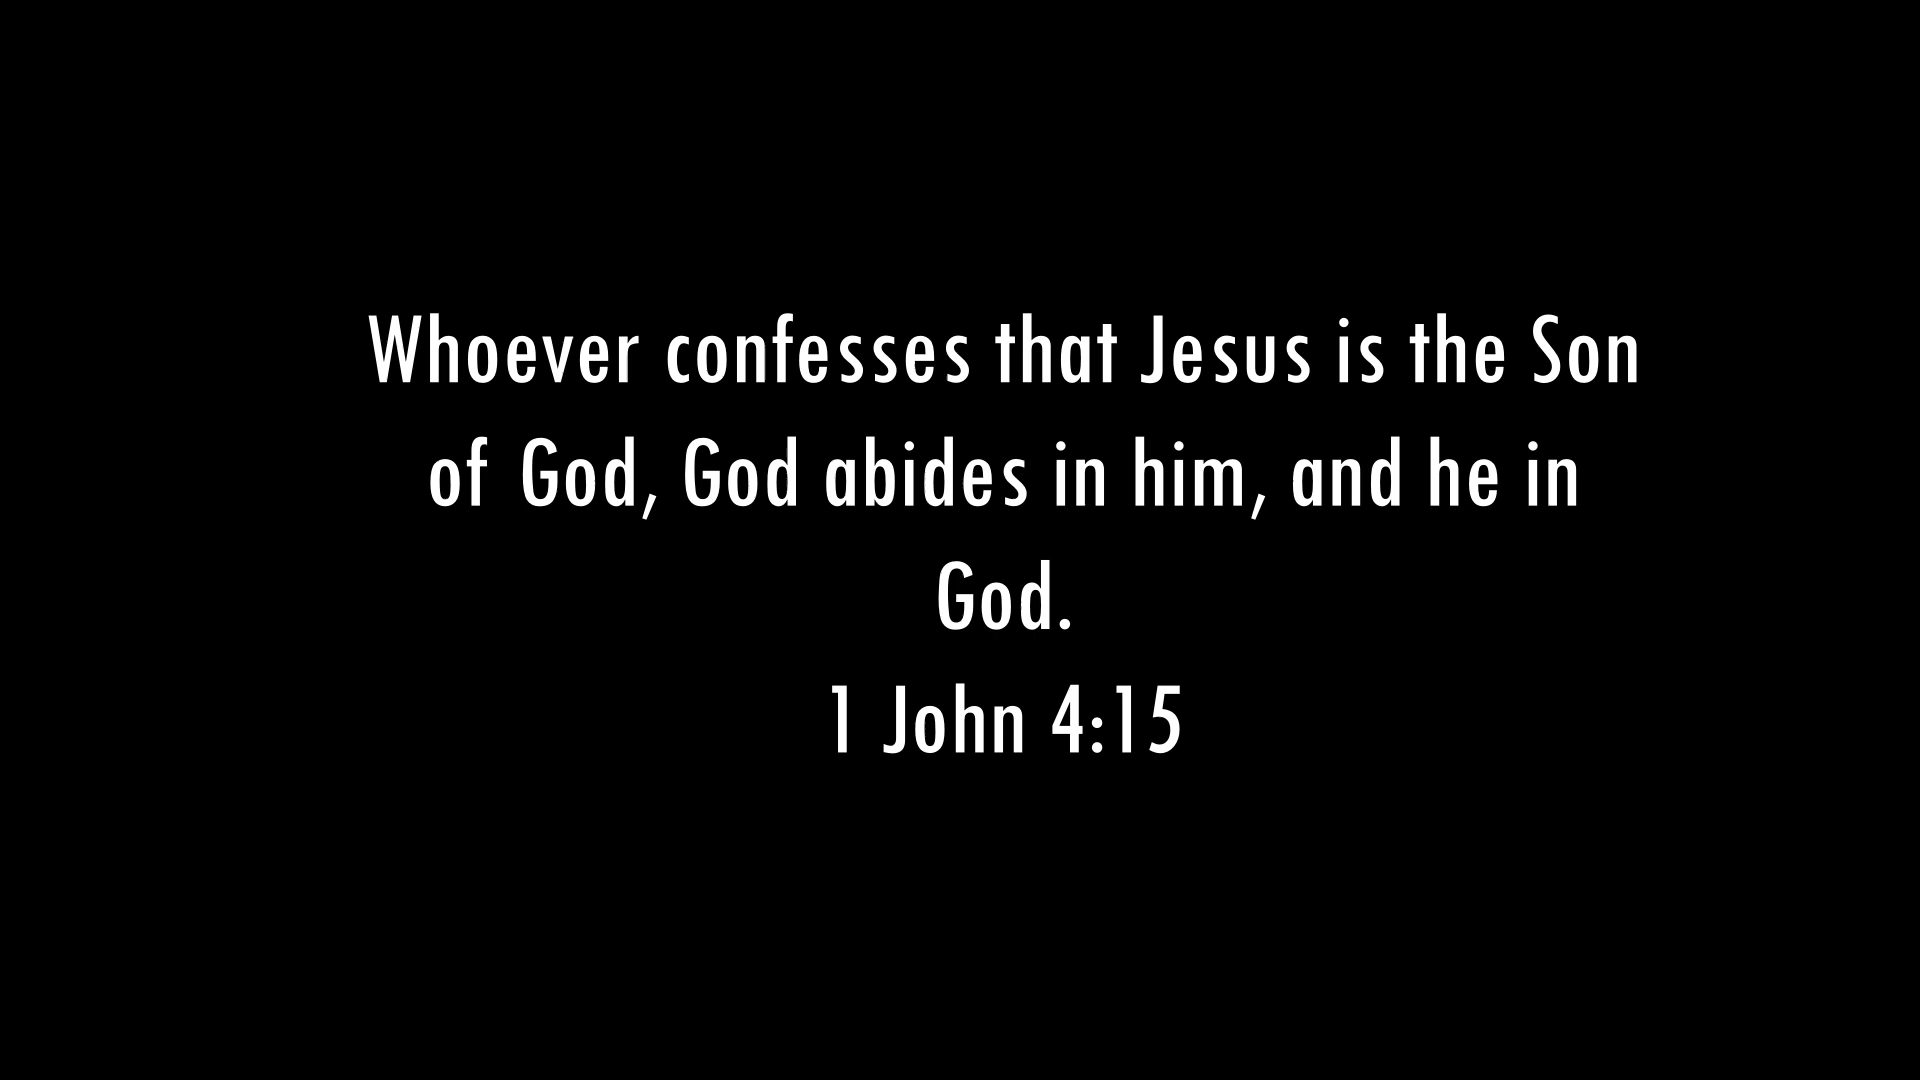 Whoever confesses that Jesus is the Son
of God, God abides in him, and he in
God.
1 John 4:15